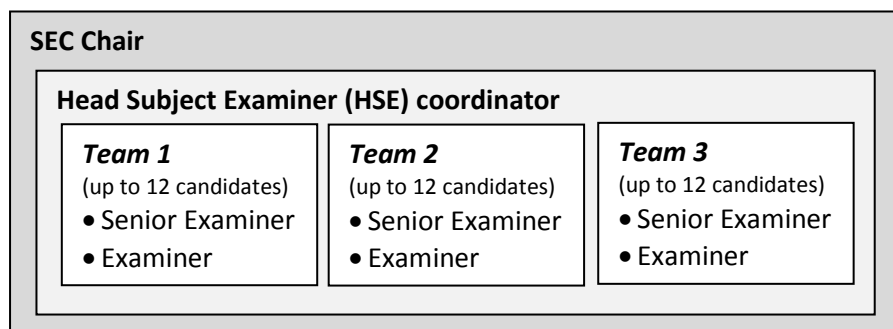 SEC Chair
Head Subject Examiner (HSE) coordinator
Team 1
(up to 12 candidates)
• Senior Examiner
• Examiner
Team 2
(up to 12 candidates)
• Senior Examiner
• Examiner
Team 3
(up to 12 candidates)
• Senior Examiner
• Examiner